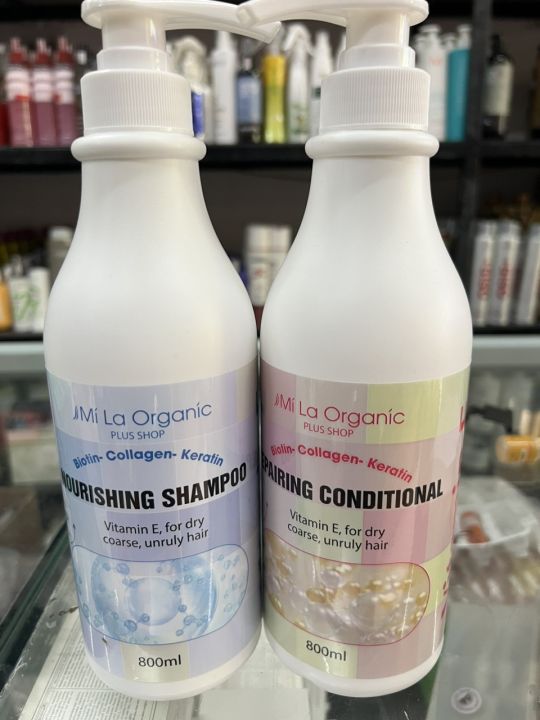 Mi La Organic
PLUS SHOP
Biotin- Collagen- Keratin
NOURISHING SHAMPOO
Vitamin E, for dry
coarse, unruly hair
800ml
Mi La Organic
PLUS SHOP
Biotin- Collagen- Keratin
PAIRING CONDITIONAL
Vitamin E, for dry
coarse, unruly hair
800ml